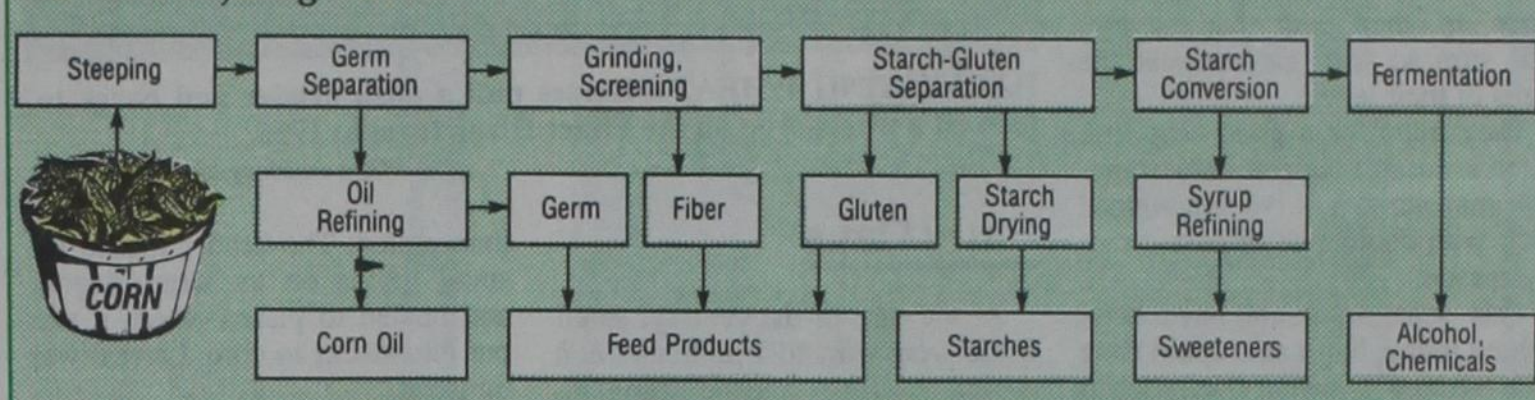 Steeping
Germ
Separation
Grinding,
Screening
Starch-Gluten
Separation
Starch
Conversion
Fermentation
Oil
Refining
Germ
Fiber
Gluten
Starch
Drying
Syrup
Refining
CORN
Corn Oil
Feed Products
Starches
Sweeteners
Alcohol,
Chemicals